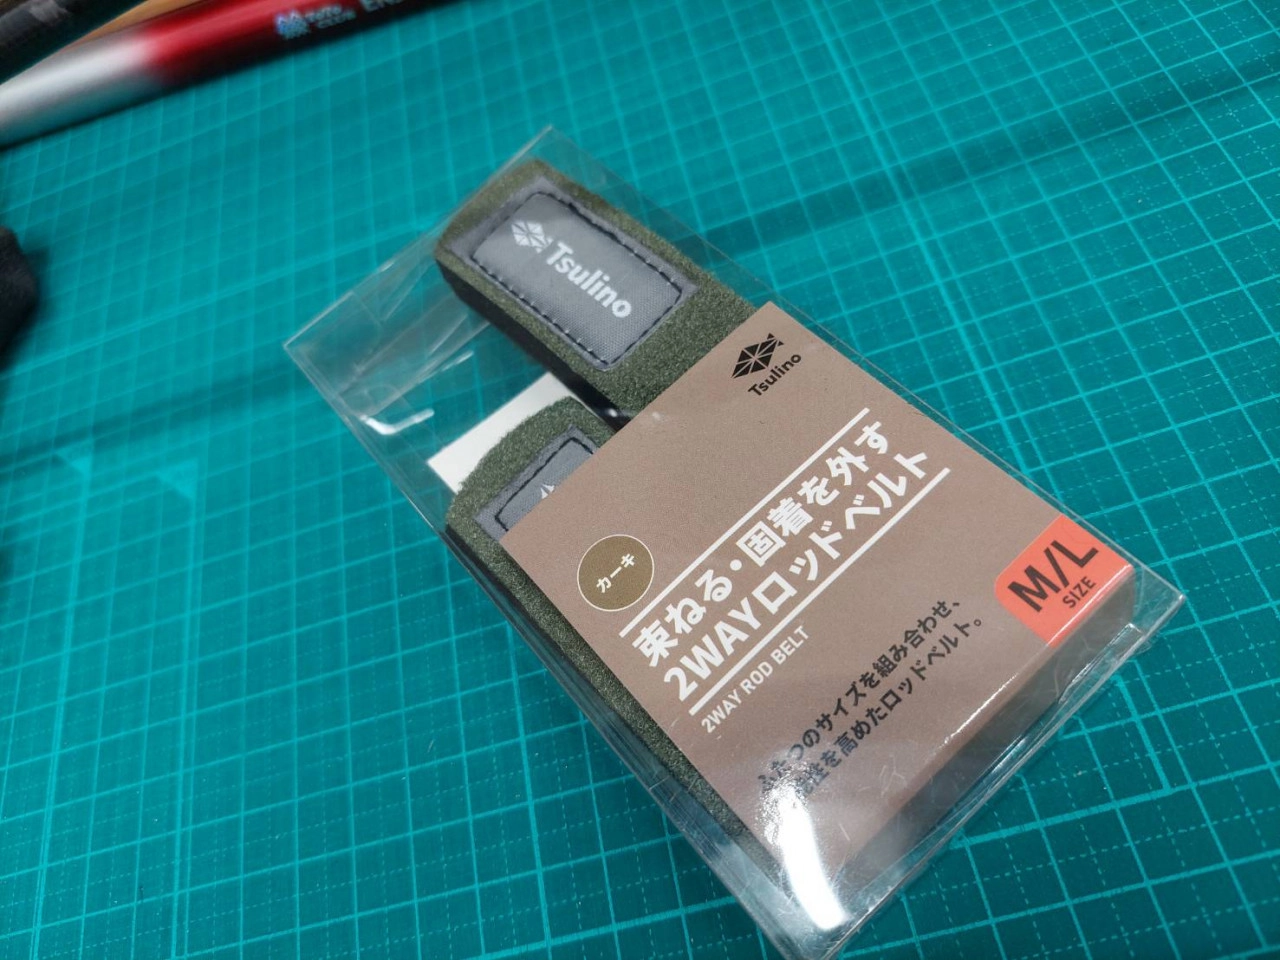 Tsulino
Tsulino
カーキ
束ねる・固着を外す
2WAYロッドベルト
2WAY ROD BELT
M/L
SIZE
ふたつのサイズを組み合わせ、
性を高めたロッドベルト。